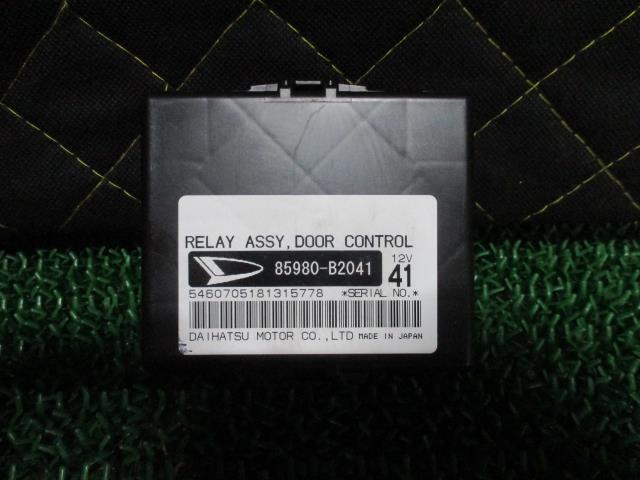 RELAY ASSY, DOOR CONTROL
85980-B2041
12V
41
5460705181315778 *SERIAL NO.*
DAIHATSU MOTOR CO.,LTD MADE IN JAPAN